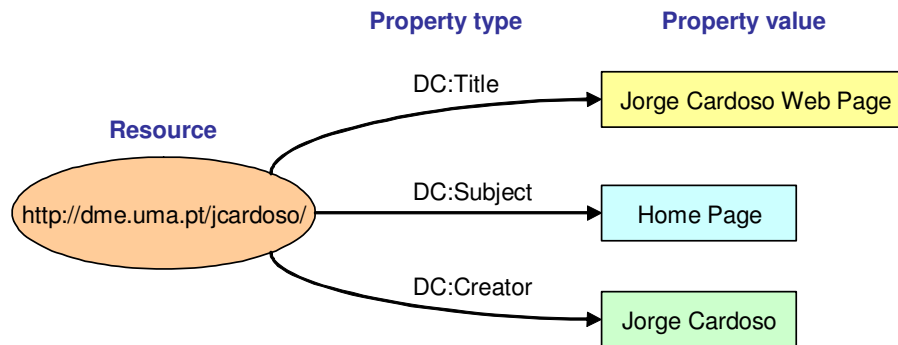 Property type
Property value
DC:Title
Jorge Cardoso Web Page
Resource
http://dme.uma.pt/jcardoso/
DC:Subject
Home Page
DC:Creator
Jorge Cardoso